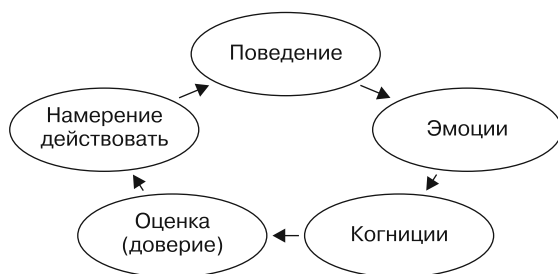 Поведение
Намерение
действовать
Эмоции
Оценка
(доверие)
Когниции